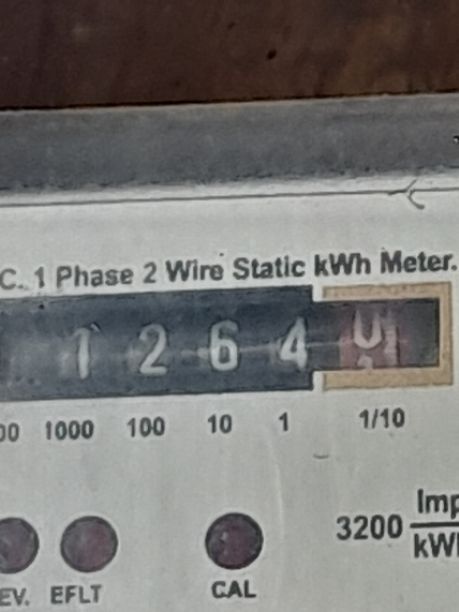 C. 1 Phase 2 Wire Static kWh Meter.
1 2 6 4
00 1000 100 10 1 1/10
3200 Imp
kWh
EV. EFLT CAL